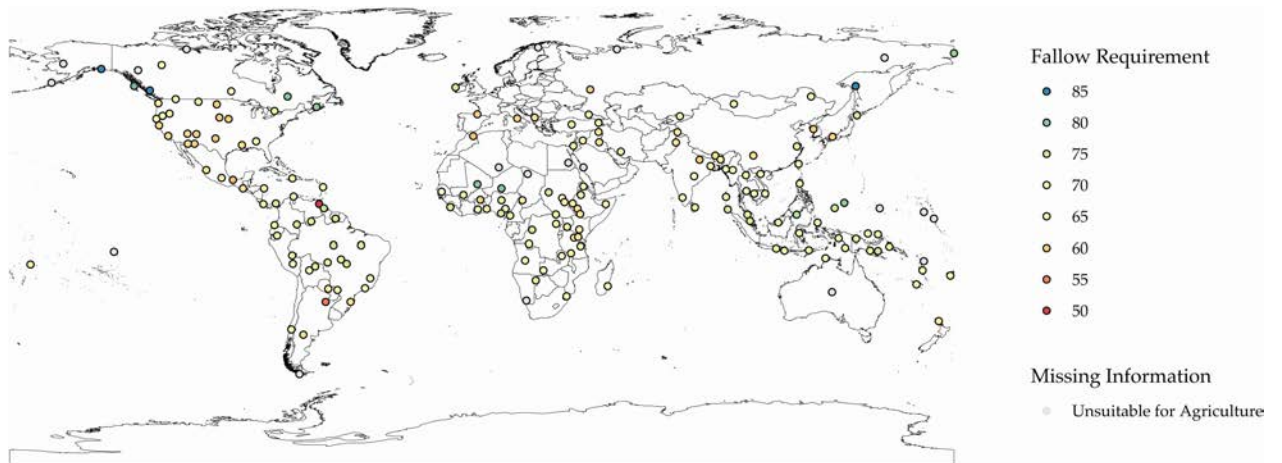 Fallow Requirement
85
80
75
70
65
60
55
50
Missing Information
Unsuitable for Agriculture